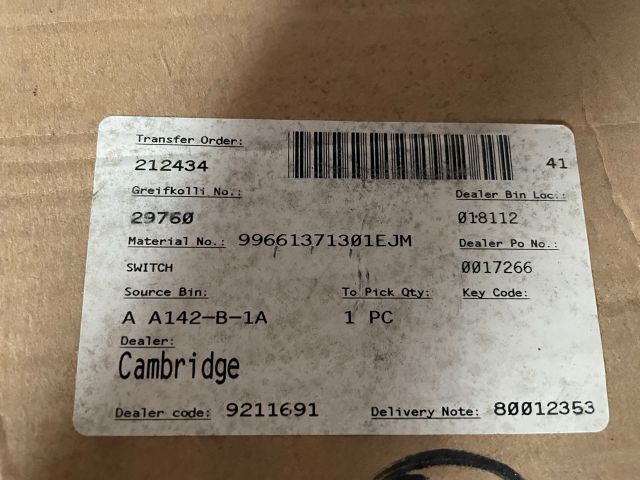 Transfer Order:
212434 41
Greifkolli No.: Dealer Bin Loc.:
29760 018112
Material No.: 99661371301EJM Dealer Po No.:
SWITCH 0017266
Source Bin: To Pick Qty: Key Code:
A A142-B-1A 1 PC
Dealer:
Cambridge
Dealer code: 9211691 Delivery Note: 80012353